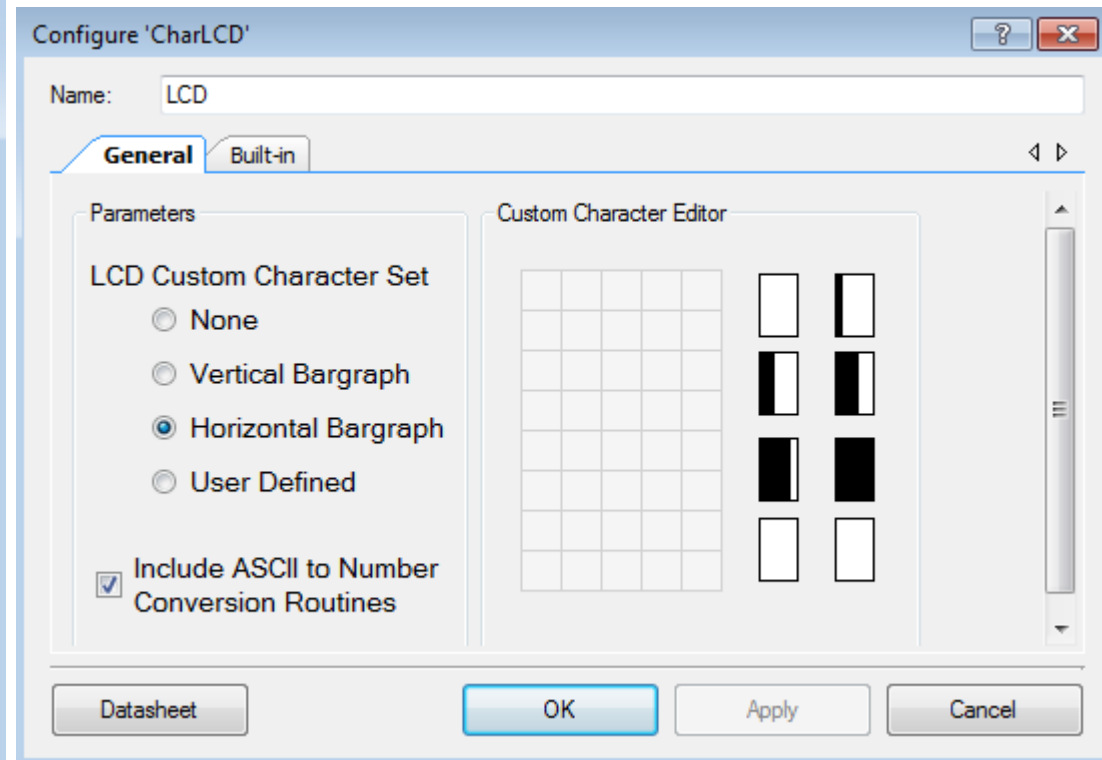 Configure 'CharLCD'
Name: LCD
General Built-in
Parameters
LCD Custom Character Set
None
Vertical Bargraph
Horizontal Bargraph
User Defined
Include ASCII to Number
Conversion Routines
Custom Character Editor
Datasheet OK Apply Cancel